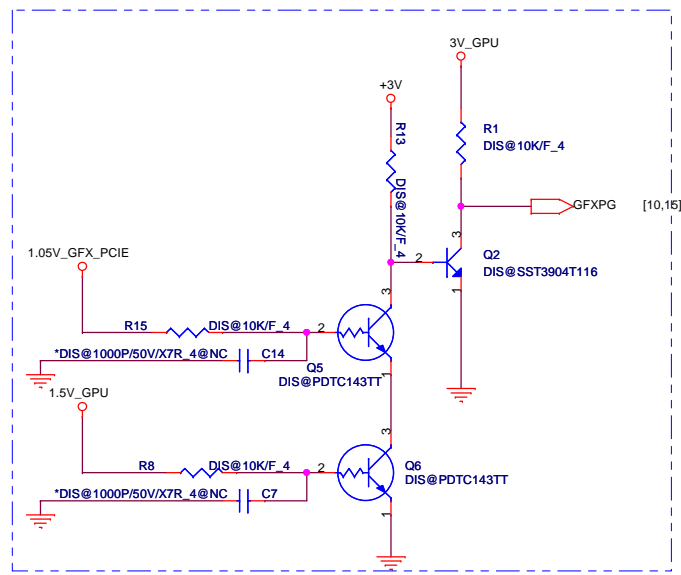 3V_GPU
+3V
R13
DIS@10K/F_4
R1
DIS@10K/F_4
GFXPG [10,15]
3
2
Q2
DIS@SST3904T116
1
1.05V_GFX_PCIE
3
R15 DIS@10K/F_4 2
*DIS@1000P/50V/X7R_4@NC C14
Q5
DIS@PDTC143TT
1
1.5V_GPU
3
R8 DIS@10K/F_4 2
Q6
DIS@PDTC143TT
*DIS@1000P/50V/X7R_4@NC C7
1